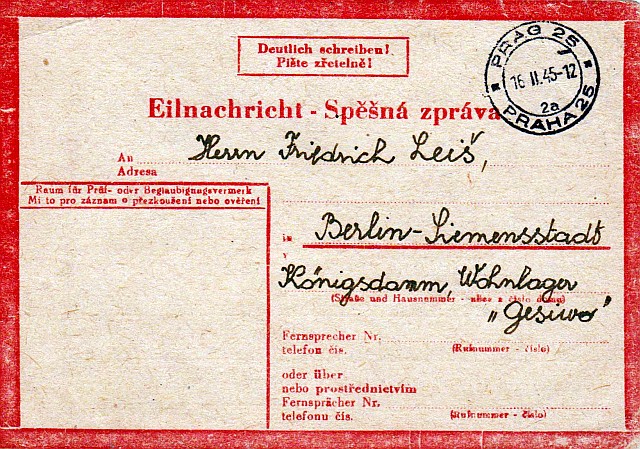 Deutlich schreiben!
Pište zřetelně!
PRAG 25
16.II.45-12
2a
PRAHA 25
Eilnachricht - Spěšná zpráva
An Herrn Friedrich Leiš,
Adresa
Raum für Prüf- oder Beglaubigungsvermerk
Mi to pro záznam o přezkoušení nebo ověření
in Berlin-Siemensstadt
v
Königsdamm, Wohnlager
(Straße und Hausnummer - ulice a číslo domu)
„Gesiwo"
Fernsprecher Nr.
telefon čís. (Rufnummer - číslo)
oder über
nebo prostřednictvím
Fernsprächer Nr.
telefonu čís. (Rufnummer - číslo)